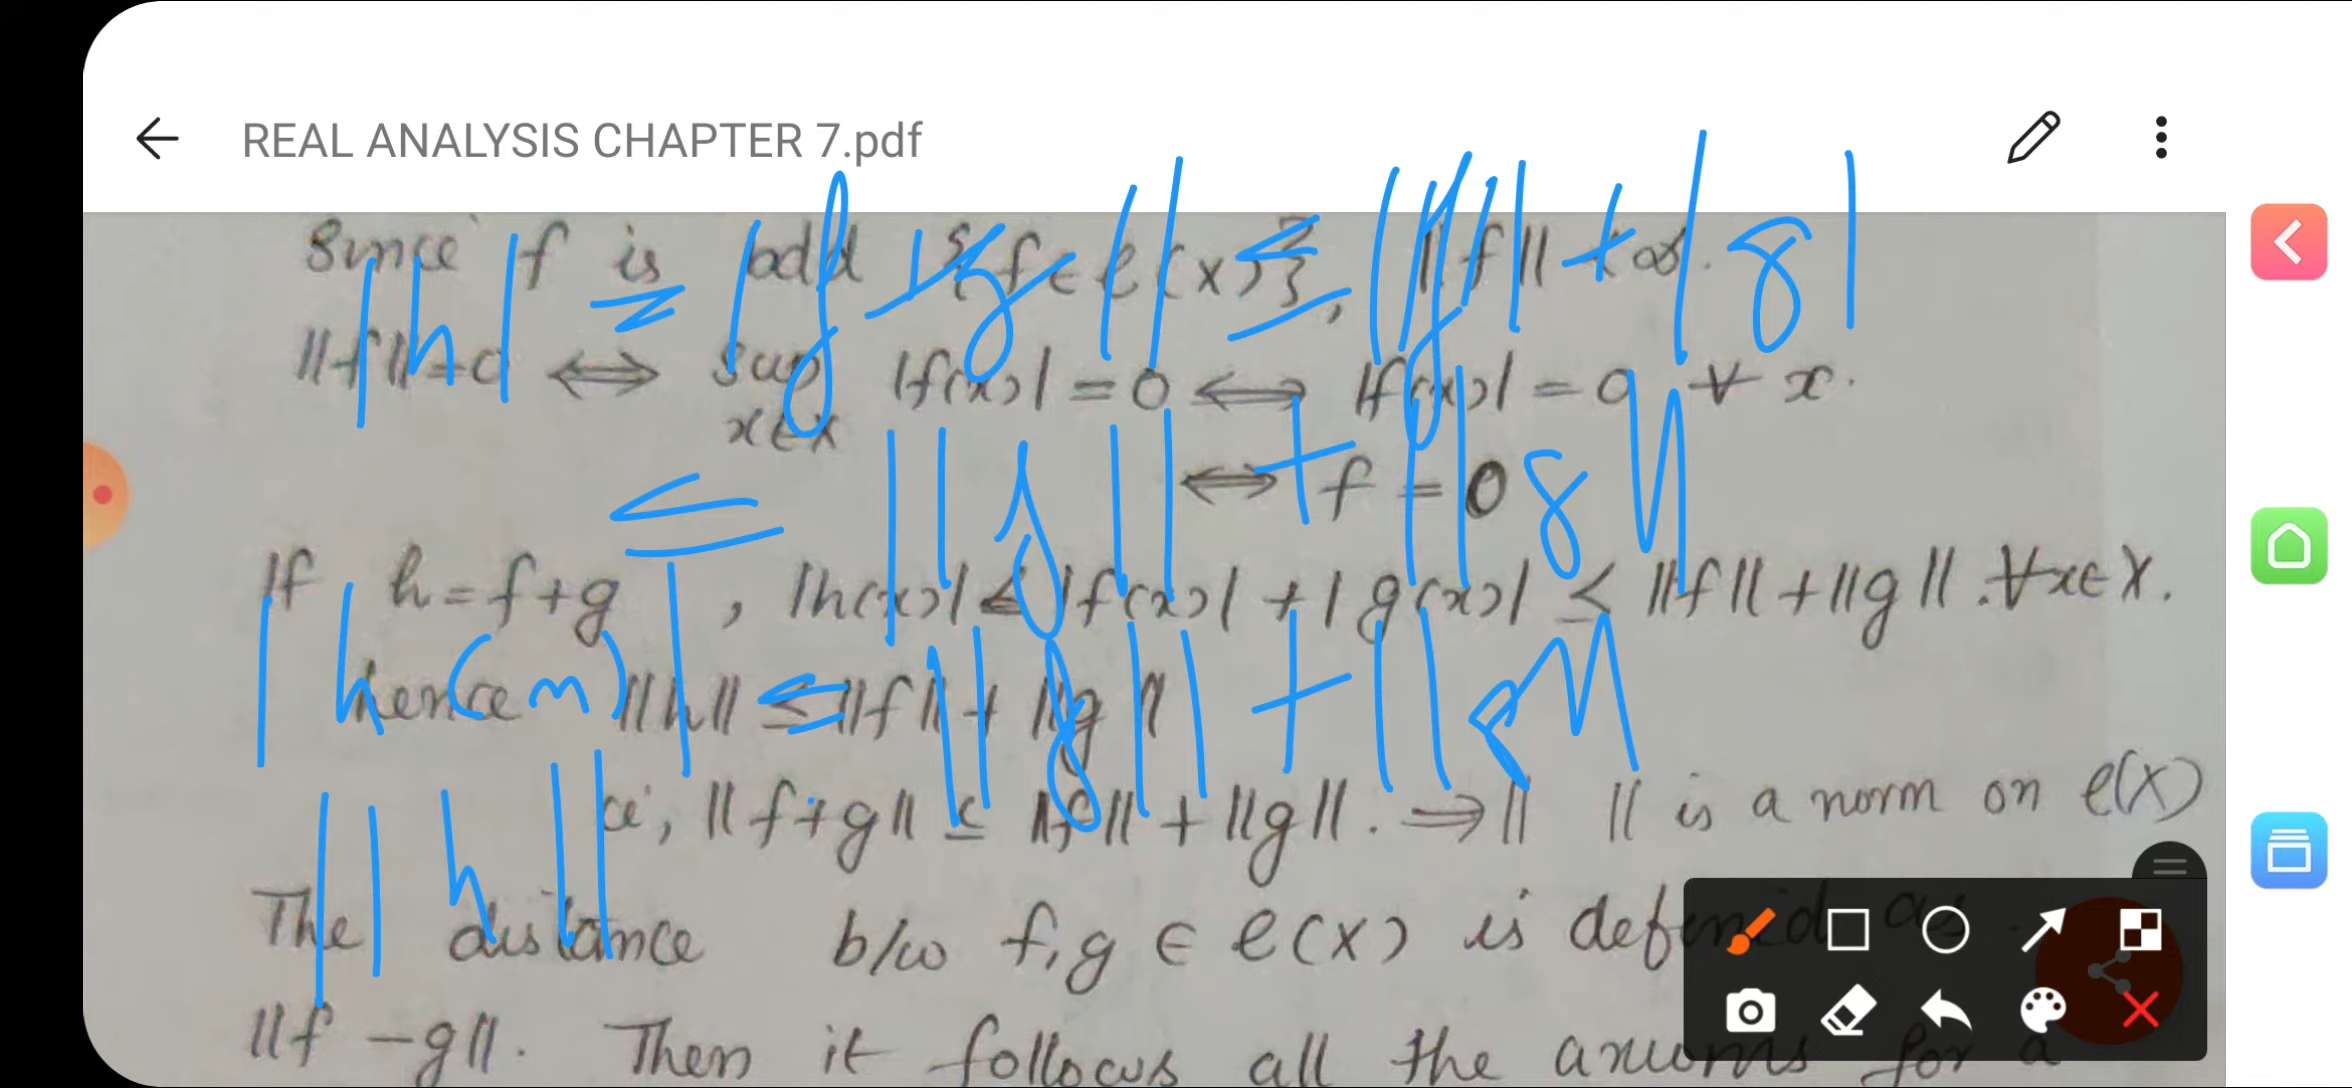 REAL ANALYSIS CHAPTER 7.pdf
Since f is bdd {f ∈ ℓ(x)}, ||f|| < ∞.
||f|| = 0 ⟺ sup |f(x)| = 0 ⟺ |f(x)| = 0 ∀ x.
x∈X
⟺ f = 0
If h = f+g, |h(x)| ≤ |f(x)| + |g(x)| ≤ ||f|| + ||g||. ∀x∈X.
hence ||h|| ≤ ||f|| + ||g||
ie, ||f+g|| ≤ ||f|| + ||g||. ⇒ || || is a norm on ℓ(X)
The distance b/w f,g ∈ ℓ(X) is defined as
||f - g||. Then it follows all the axioms for a
|h| = |f + g| ≤ |f| + |g|
≤ ||f|| + ||g||
|h(x)| ≤ ||f|| + ||g||
||h||